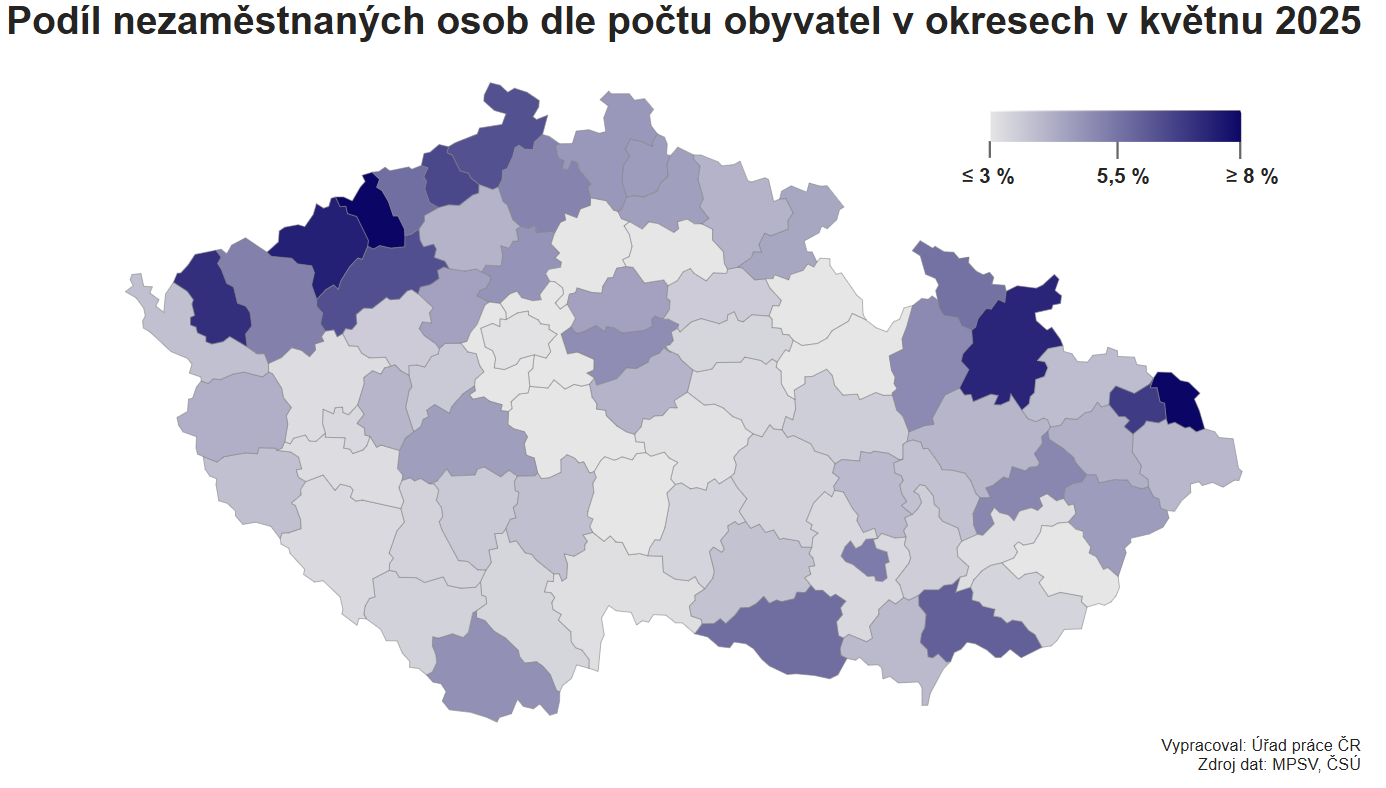 Podíl nezaměstnaných osob dle počtu obyvatel v okresech v květnu 2025
≤ 3 % 5,5 % ≥ 8 %
Vypracoval: Úřad práce ČR
Zdroj dat: MPSV, ČSÚ